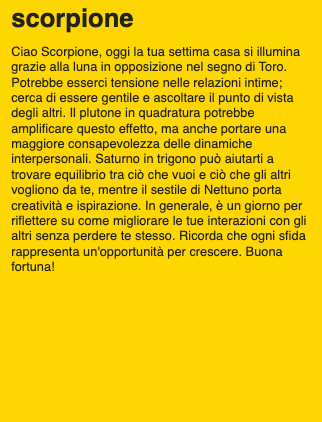 scorpione
Ciao Scorpione, oggi la tua settima casa si illumina
grazie alla luna in opposizione nel segno di Toro.
Potrebbe esserci tensione nelle relazioni intime;
cerca di essere gentile e ascoltare il punto di vista
degli altri. Il plutone in quadratura potrebbe
amplificare questo effetto, ma anche portare una
maggiore consapevolezza delle dinamiche
interpersonali. Saturno in trigono può aiutarti a
trovare equilibrio tra ciò che vuoi e ciò che gli altri
vogliono da te, mentre il sestile di Nettuno porta
creatività e ispirazione. In generale, è un giorno per
riflettere su come migliorare le tue interazioni con gli
altri senza perdere te stesso. Ricorda che ogni sfida
rappresenta un'opportunità per crescere. Buona
fortuna!